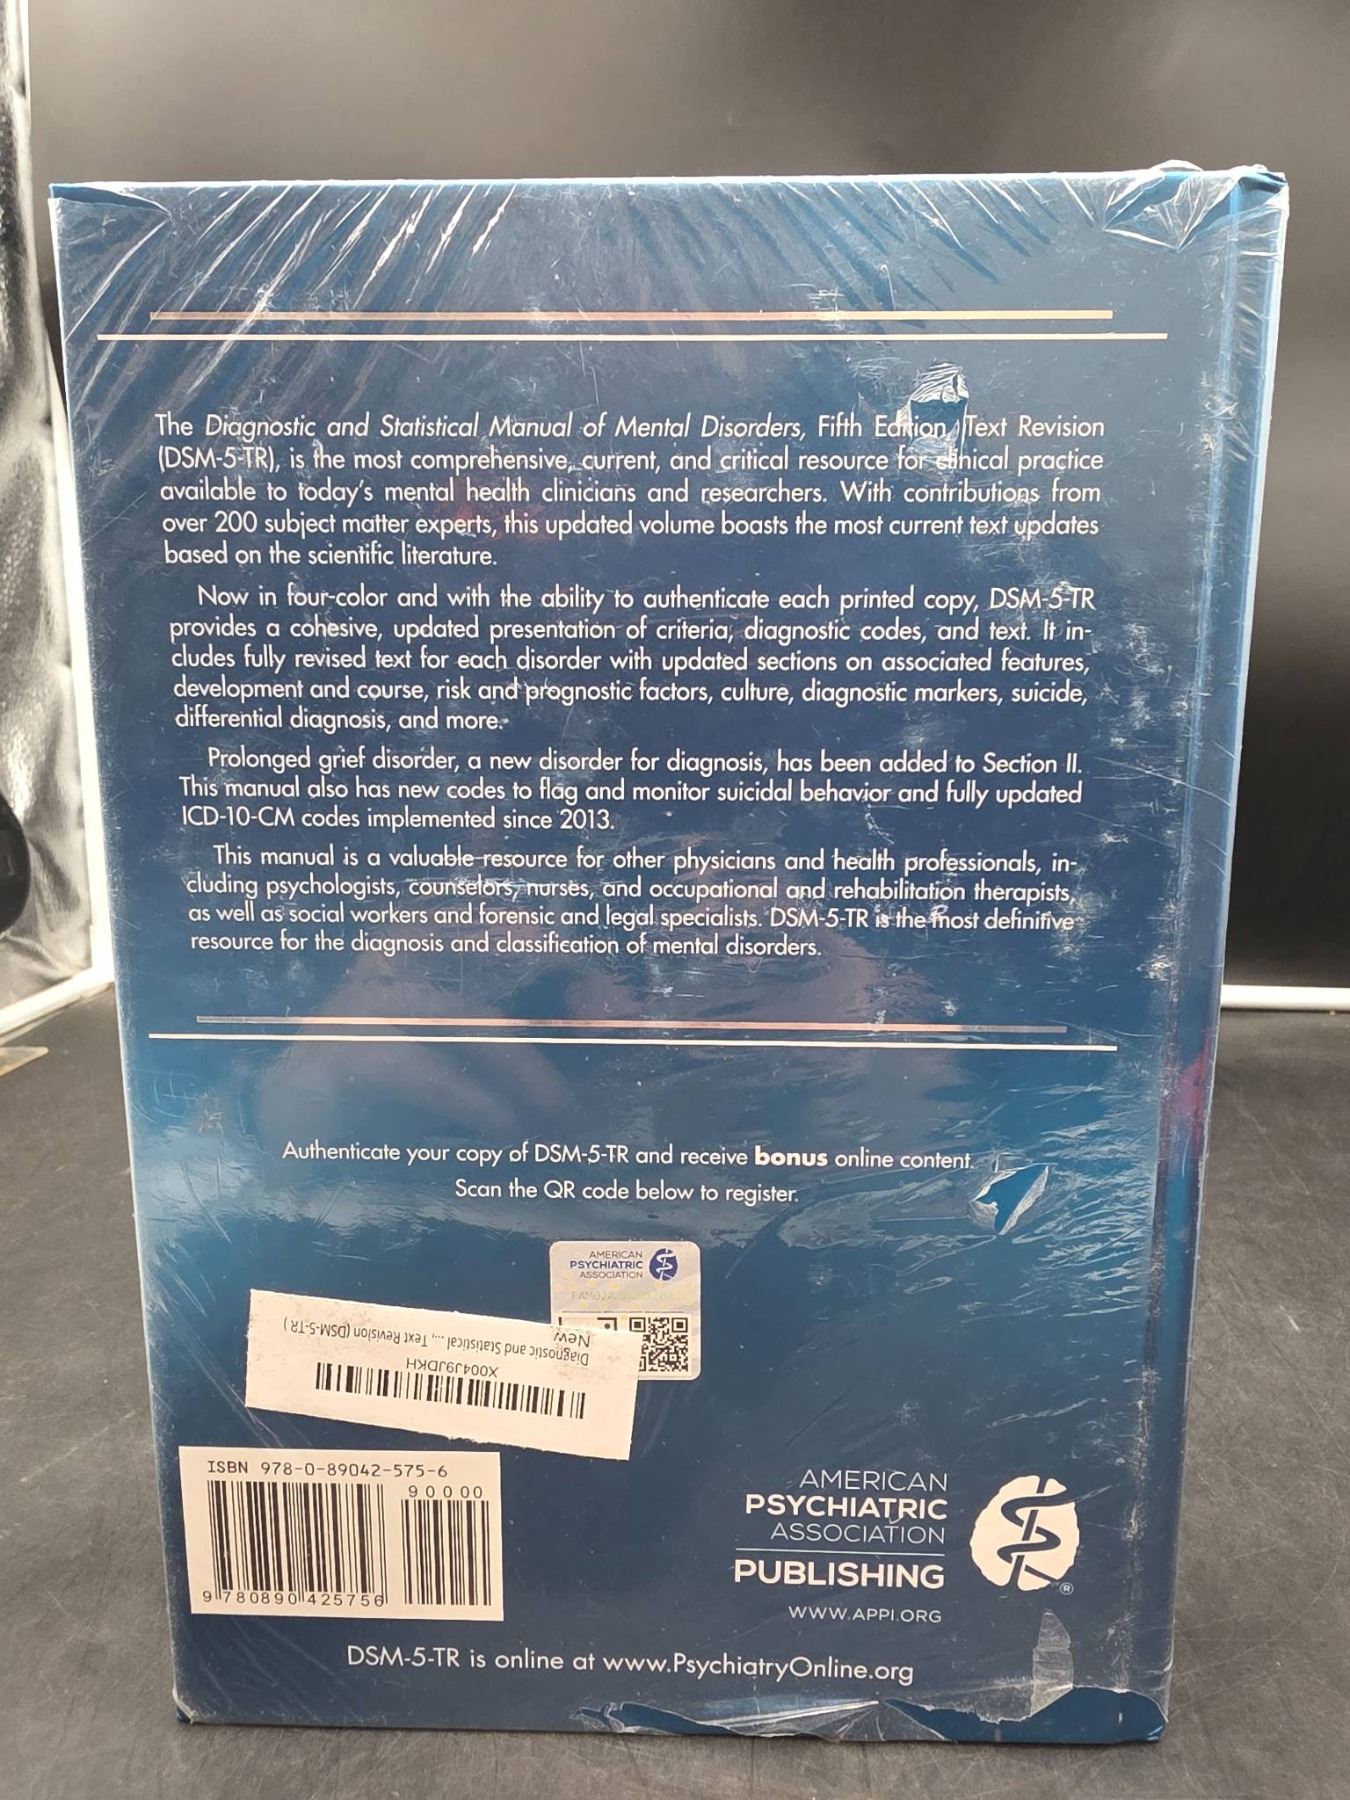 The Diagnostic and Statistical Manual of Mental Disorders, Fifth Edition, Text Revision
(DSM-5-TR), is the most comprehensive, current, and critical resource for clinical practice
available to today's mental health clinicians and researchers. With contributions from
over 200 subject matter experts, this updated volume boasts the most current text updates
based on the scientific literature.
Now in four-color and with the ability to authenticate each printed copy, DSM-5-TR
provides a cohesive, updated presentation of criteria, diagnostic codes, and text. It in-
cludes fully revised text for each disorder with updated sections on associated features,
development and course, risk and prognostic factors, culture, diagnostic markers, suicide,
differential diagnosis, and more.
Prolonged grief disorder, a new disorder for diagnosis, has been added to Section II.
This manual also has new codes to flag and monitor suicidal behavior and fully updated
ICD-10-CM codes implemented since 2013.
This manual is a valuable resource for other physicians and health professionals, in-
cluding psychologists, counselors, nurses, and occupational and rehabilitation therapists,
as well as social workers and forensic and legal specialists. DSM-5-TR is the most definitive
resource for the diagnosis and classification of mental disorders.
Authenticate your copy of DSM-5-TR and receive bonus online content.
Scan the QR code below to register.
AMERICAN
PSYCHIATRIC
ASSOCIATION
X004J9JDKH
Diagnostic and Statistical ..., Text Revision (DSM-5-TR)
New
ISBN 978-0-89042-575-6
90000
9 780890 425756
AMERICAN
PSYCHIATRIC
ASSOCIATION
PUBLISHING
®
WWW.APPI.ORG
DSM-5-TR is online at www.PsychiatryOnline.org